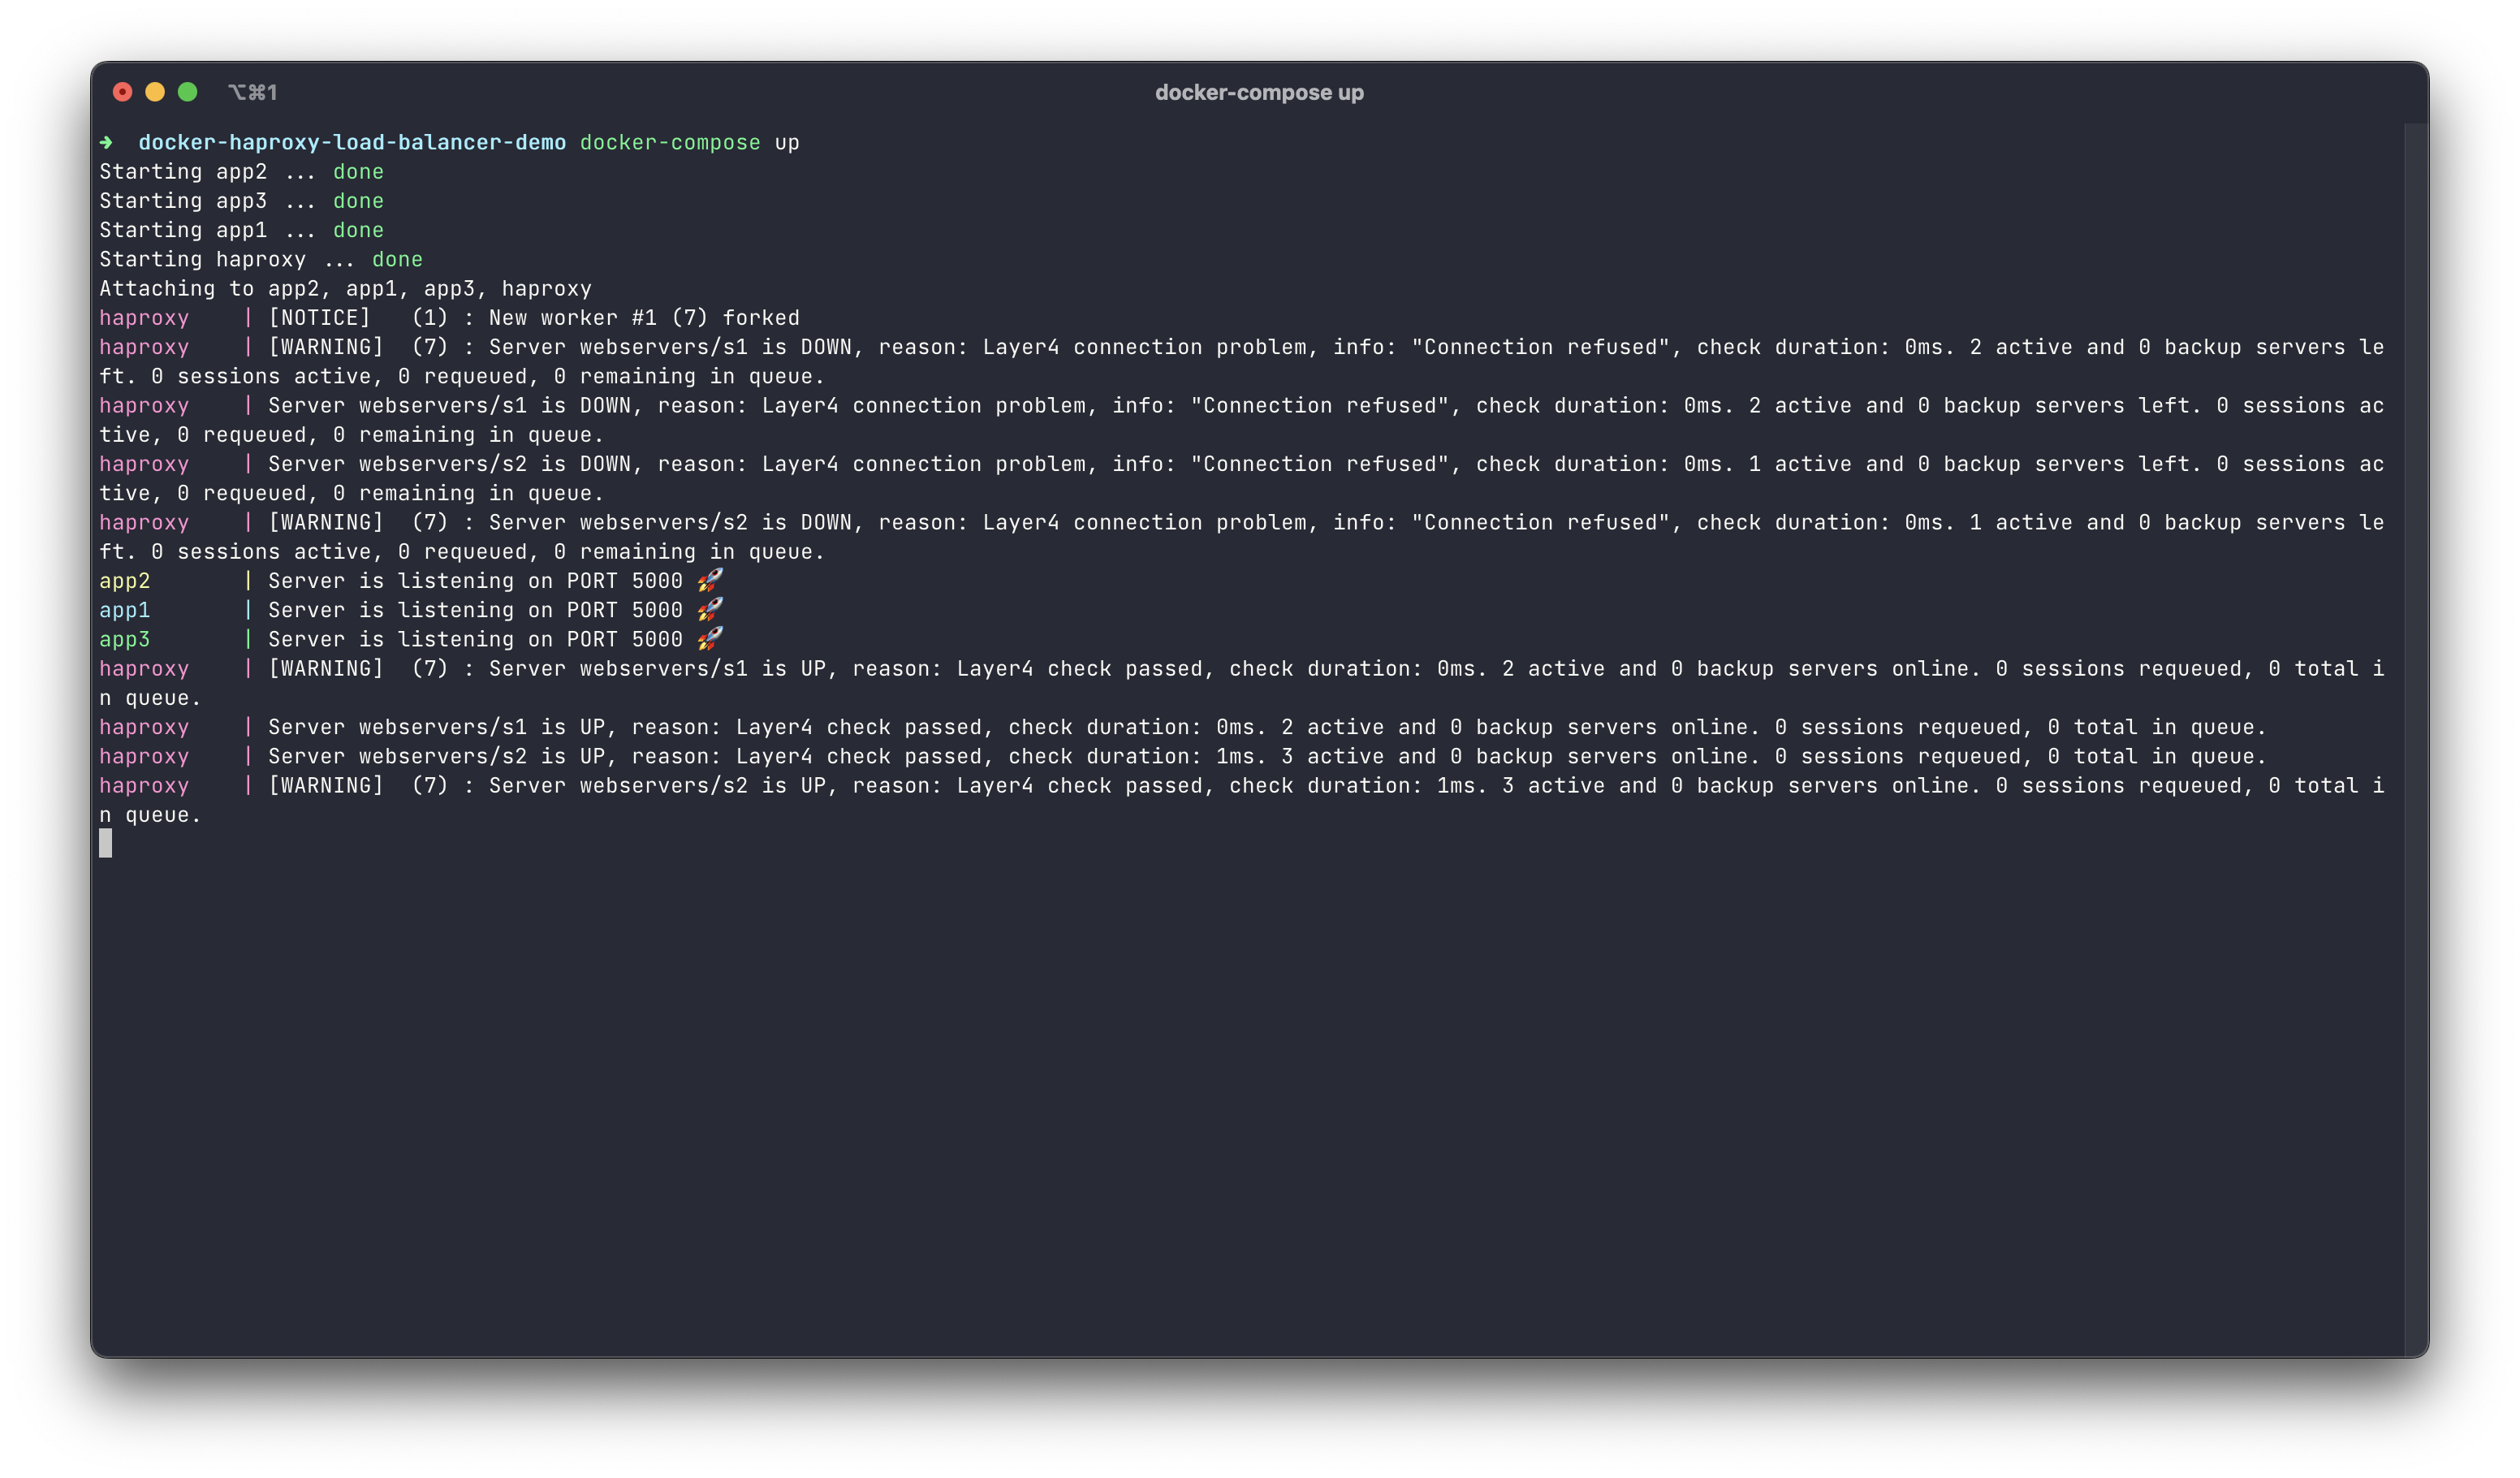 ⌥⌘1
docker-compose up
➜  docker-haproxy-load-balancer-demo docker-compose up
Starting app2 ... done
Starting app3 ... done
Starting app1 ... done
Starting haproxy ... done
Attaching to app2, app1, app3, haproxy
haproxy    | [NOTICE]   (1) : New worker #1 (7) forked
haproxy    | [WARNING]  (7) : Server webservers/s1 is DOWN, reason: Layer4 connection problem, info: "Connection refused", check duration: 0ms. 2 active and 0 backup servers le
ft. 0 sessions active, 0 requeued, 0 remaining in queue.
haproxy    | Server webservers/s1 is DOWN, reason: Layer4 connection problem, info: "Connection refused", check duration: 0ms. 2 active and 0 backup servers left. 0 sessions ac
tive, 0 requeued, 0 remaining in queue.
haproxy    | Server webservers/s2 is DOWN, reason: Layer4 connection problem, info: "Connection refused", check duration: 0ms. 1 active and 0 backup servers left. 0 sessions ac
tive, 0 requeued, 0 remaining in queue.
haproxy    | [WARNING]  (7) : Server webservers/s2 is DOWN, reason: Layer4 connection problem, info: "Connection refused", check duration: 0ms. 1 active and 0 backup servers le
ft. 0 sessions active, 0 requeued, 0 remaining in queue.
app2       | Server is listening on PORT 5000 🚀
app1       | Server is listening on PORT 5000 🚀
app3       | Server is listening on PORT 5000 🚀
haproxy    | [WARNING]  (7) : Server webservers/s1 is UP, reason: Layer4 check passed, check duration: 0ms. 2 active and 0 backup servers online. 0 sessions requeued, 0 total i
n queue.
haproxy    | Server webservers/s1 is UP, reason: Layer4 check passed, check duration: 0ms. 2 active and 0 backup servers online. 0 sessions requeued, 0 total in queue.
haproxy    | Server webservers/s2 is UP, reason: Layer4 check passed, check duration: 1ms. 3 active and 0 backup servers online. 0 sessions requeued, 0 total in queue.
haproxy    | [WARNING]  (7) : Server webservers/s2 is UP, reason: Layer4 check passed, check duration: 1ms. 3 active and 0 backup servers online. 0 sessions requeued, 0 total i
n queue.